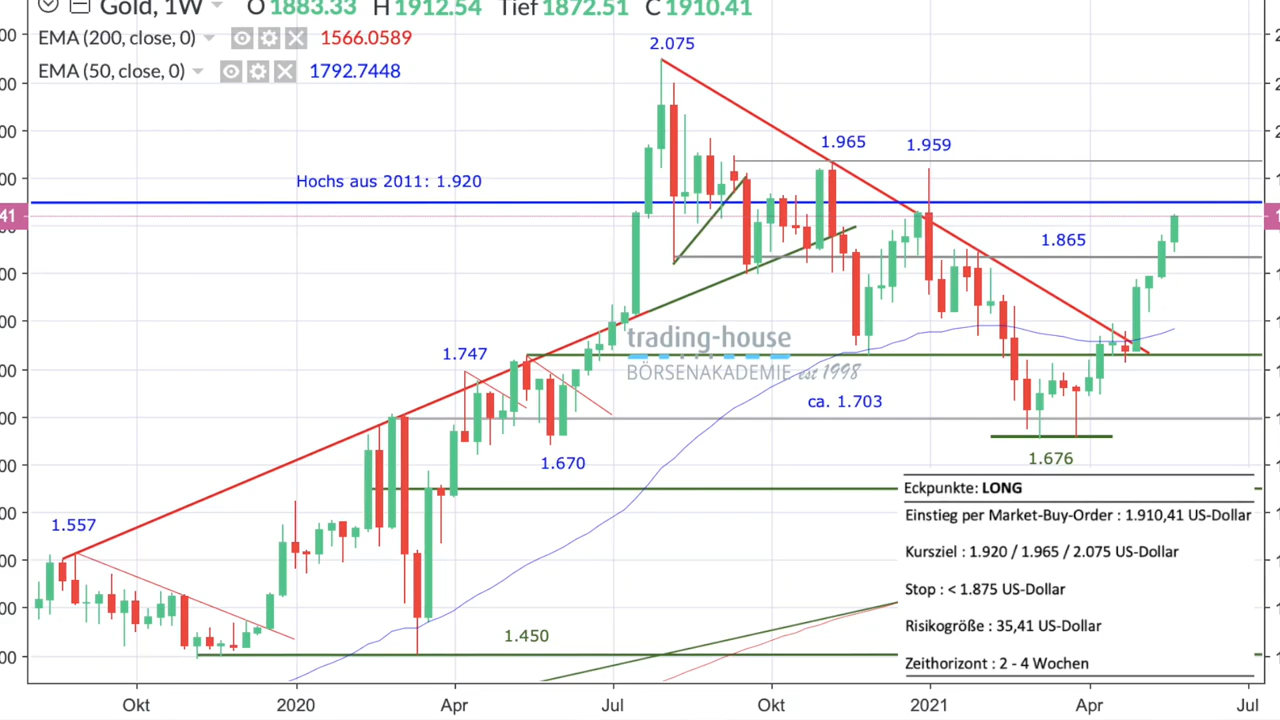 Gold, 1W O 1883.33 H 1912.54 Tief 1872.51 C 1910.41
EMA (200, close, 0) 1566.0589
EMA (50, close, 0) 1792.7448
2.075
1.965
1.959
Hochs aus 2011: 1.920
41
1.865
trading-house
BÖRSENAKADEMIE est 1998
1.747
ca. 1.703
1.670
1.676
1.557
1.450
Eckpunkte: LONG
Einstieg per Market-Buy-Order : 1.910,41 US-Dollar
Kursziel : 1.920 / 1.965 / 2.075 US-Dollar
Stop : < 1.875 US-Dollar
Risikogröße : 35,41 US-Dollar
Zeithorizont : 2 - 4 Wochen
Okt 2020 Apr Jul Okt 2021 Apr Jul